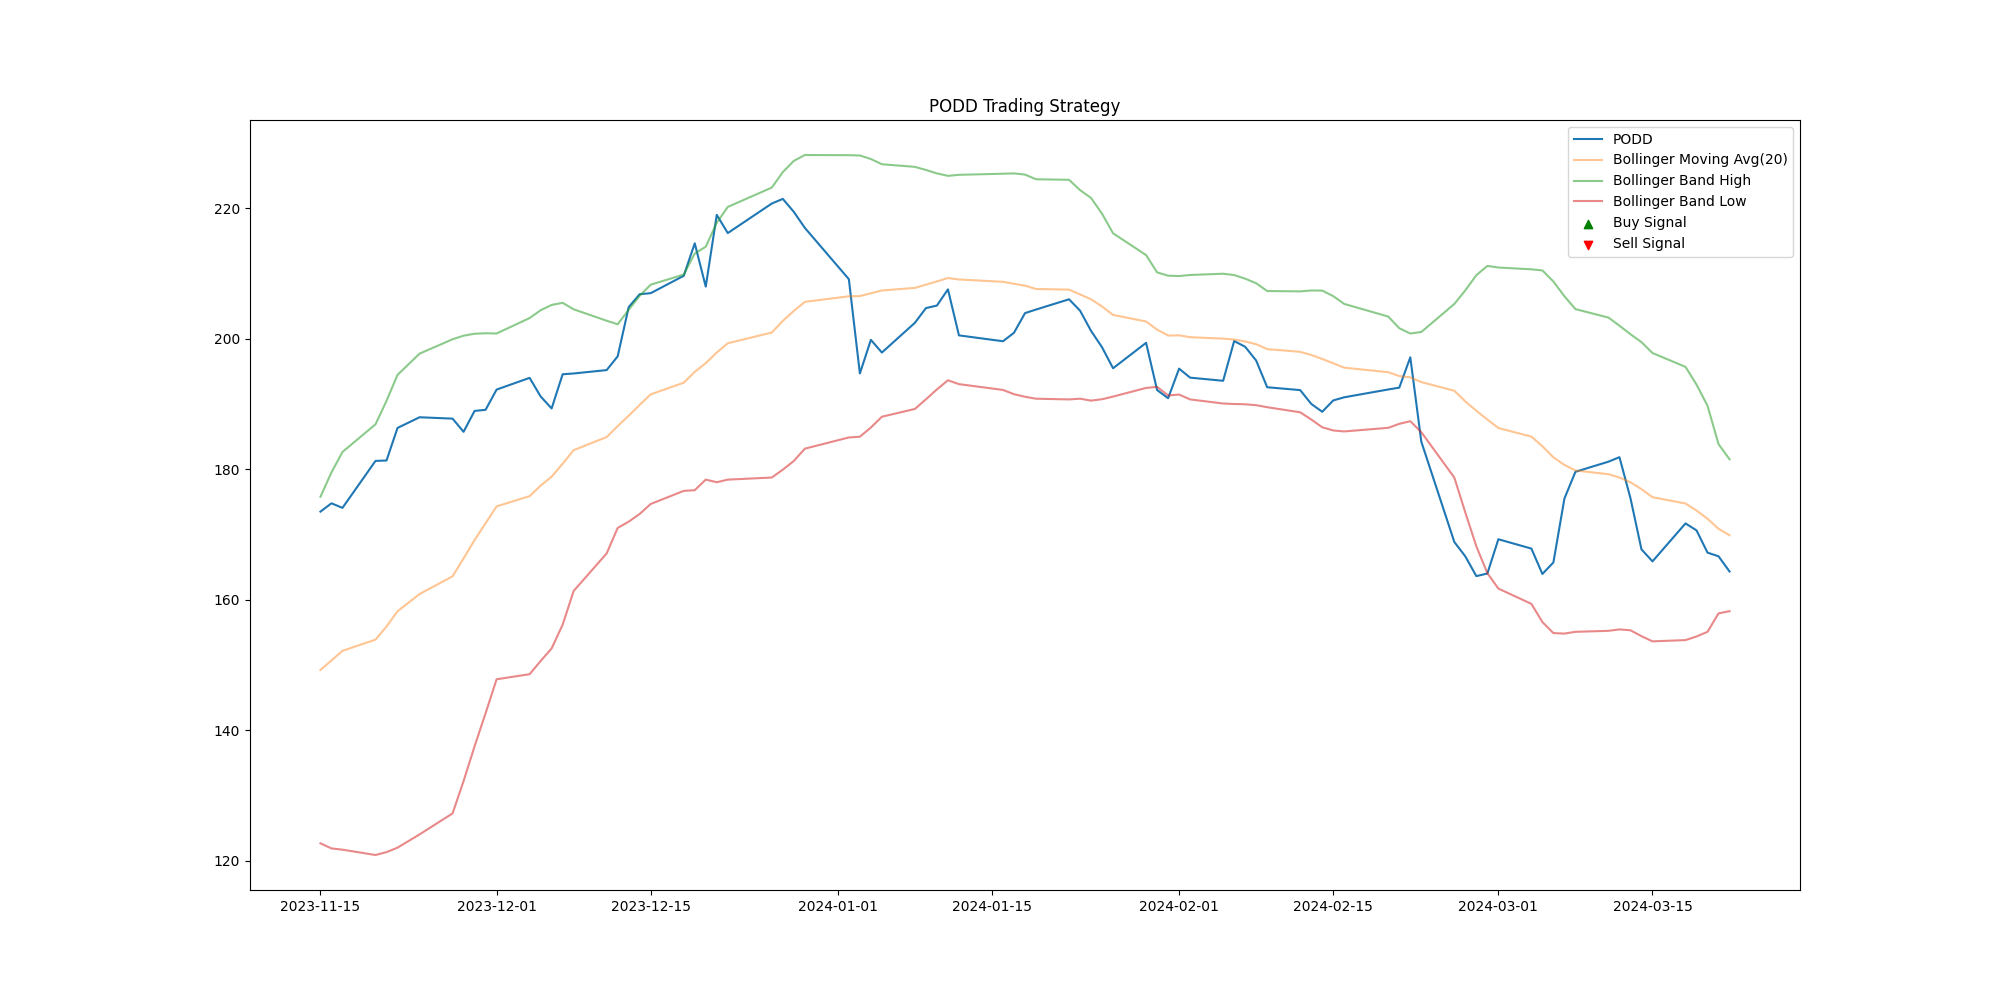 PODD Trading Strategy
PODD
Bollinger Moving Avg(20)
Bollinger Band High
Bollinger Band Low
Buy Signal
Sell Signal
220
200
180
160
140
120
2023-11-15
2023-12-01
2023-12-15
2024-01-01
2024-01-15
2024-02-01
2024-02-15
2024-03-01
2024-03-15